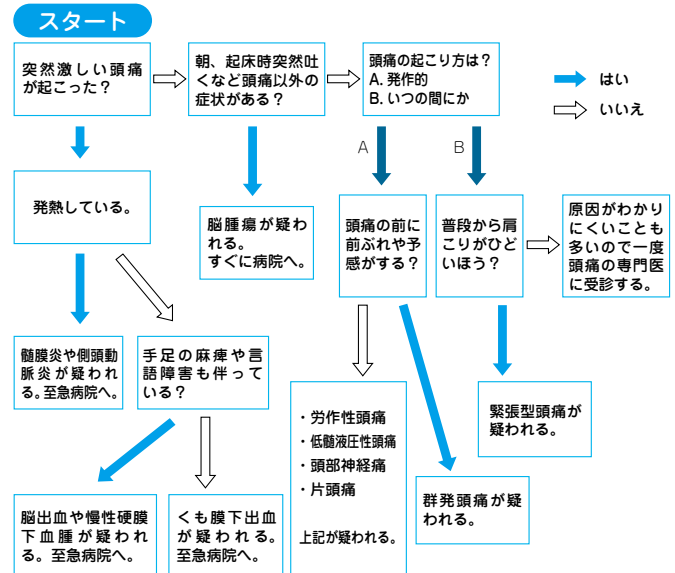 スタート
突然激しい頭痛
が起こった？
朝、起床時突然吐
くなど頭痛以外の
症状がある？
頭痛の起こり方は？
A. 発作的
B. いつの間にか
はい
いいえ
A
B
発熱している。
脳腫瘍が疑わ
れる。
すぐに病院へ。
頭痛の前に
前ぶれや予
感がする？
普段から肩
こりがひど
いほう？
原因がわかり
にくいことも
多いので一度
頭痛の専門医
に受診する。
髄膜炎や側頭動
脈炎が疑われ
る。至急病院へ。
手足の麻痺や言
語障害も伴って
いる？
・労作性頭痛
・低髄液圧性頭痛
・頭部神経痛
・片頭痛
上記が疑われる。
緊張型頭痛が
疑われる。
群発頭痛が疑
われる。
脳出血や慢性硬膜
下血腫が疑われ
る。至急病院へ。
くも膜下出血
が疑われる。
至急病院へ。